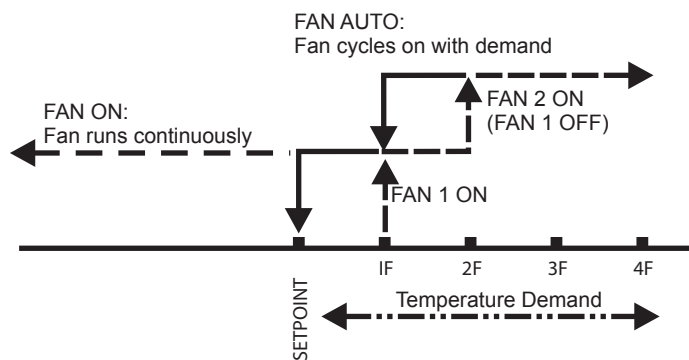 FAN AUTO:
Fan cycles on with demand
FAN ON:
Fan runs continuously
FAN 2 ON
(FAN 1 OFF)
FAN 1 ON
IF
2F
3F
4F
SETPOINT
Temperature Demand